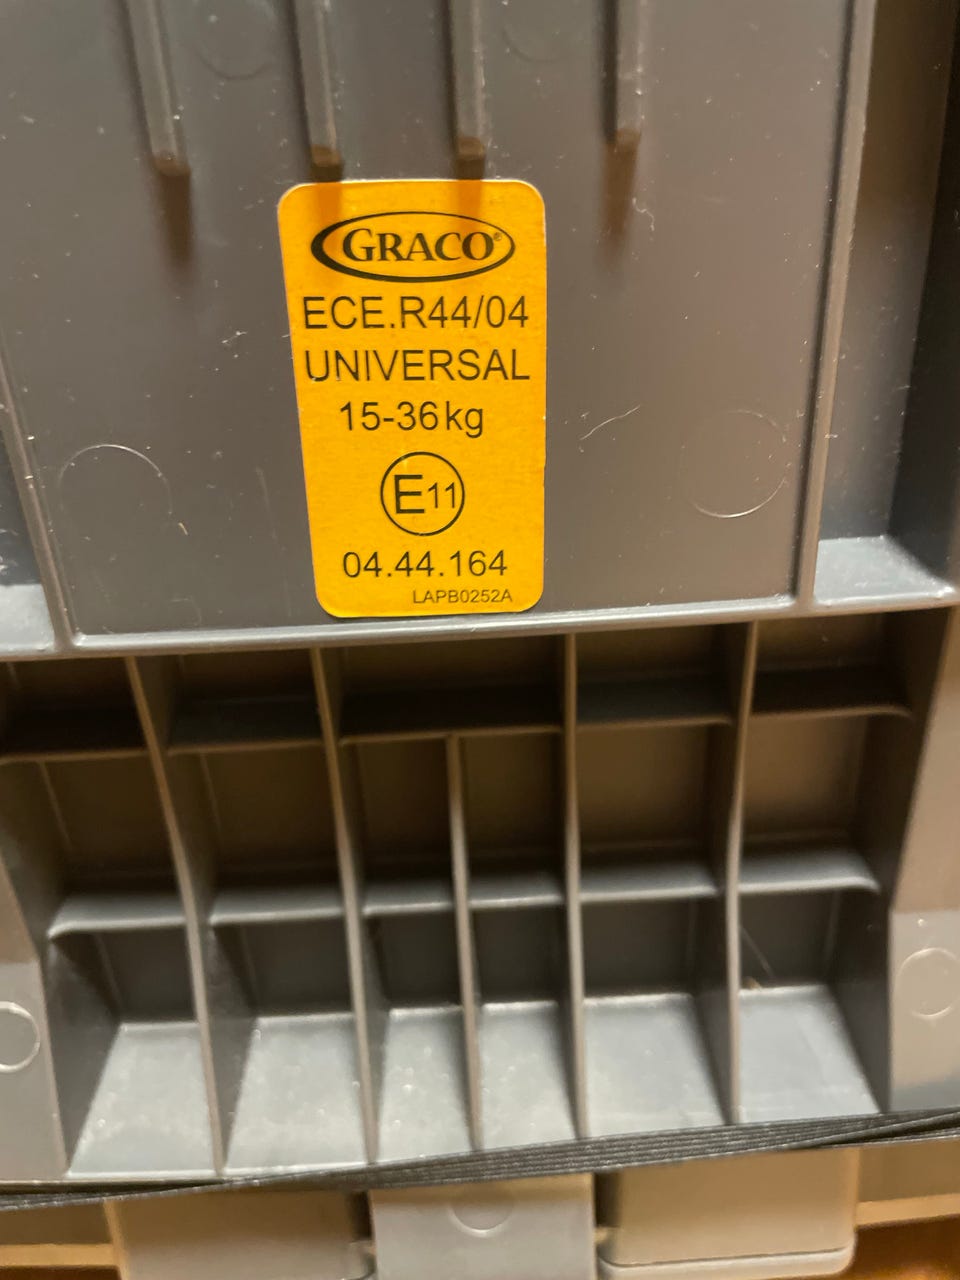 GRACO®
ECE.R44/04
UNIVERSAL
15-36kg
E11
04.44.164
LAPB0252A